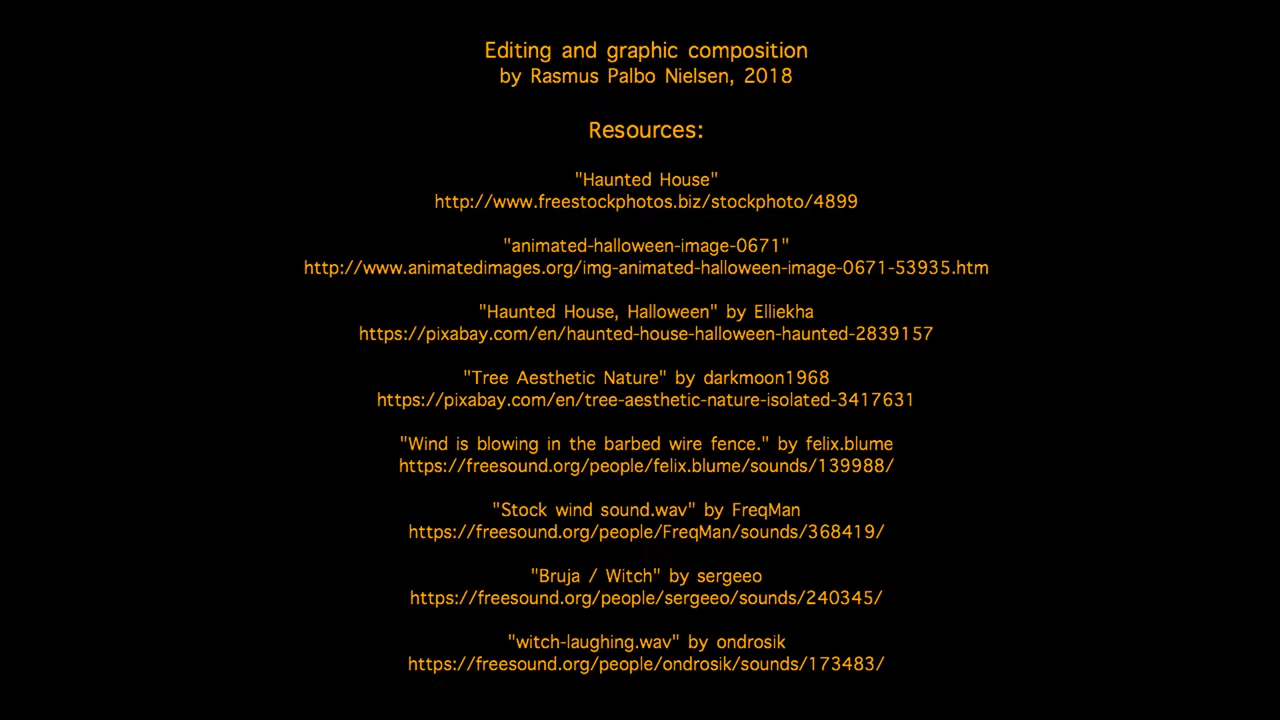 Editing and graphic composition
by Rasmus Palbo Nielsen, 2018
Resources:
"Haunted House"
http://www.freestockphotos.biz/stockphoto/4899
"animated-halloween-image-0671"
http://www.animatedimages.org/img-animated-halloween-image-0671-53935.htm
"Haunted House, Halloween" by Elliekha
https://pixabay.com/en/haunted-house-halloween-haunted-2839157
"Tree Aesthetic Nature" by darkmoon1968
https://pixabay.com/en/tree-aesthetic-nature-isolated-3417631
"Wind is blowing in the barbed wire fence." by felix.blume
https://freesound.org/people/felix.blume/sounds/139988/
"Stock wind sound.wav" by FreqMan
https://freesound.org/people/FreqMan/sounds/368419/
"Bruja / Witch" by sergeeo
https://freesound.org/people/sergeeo/sounds/240345/
"witch-laughing.wav" by ondrosik
https://freesound.org/people/ondrosik/sounds/173483/